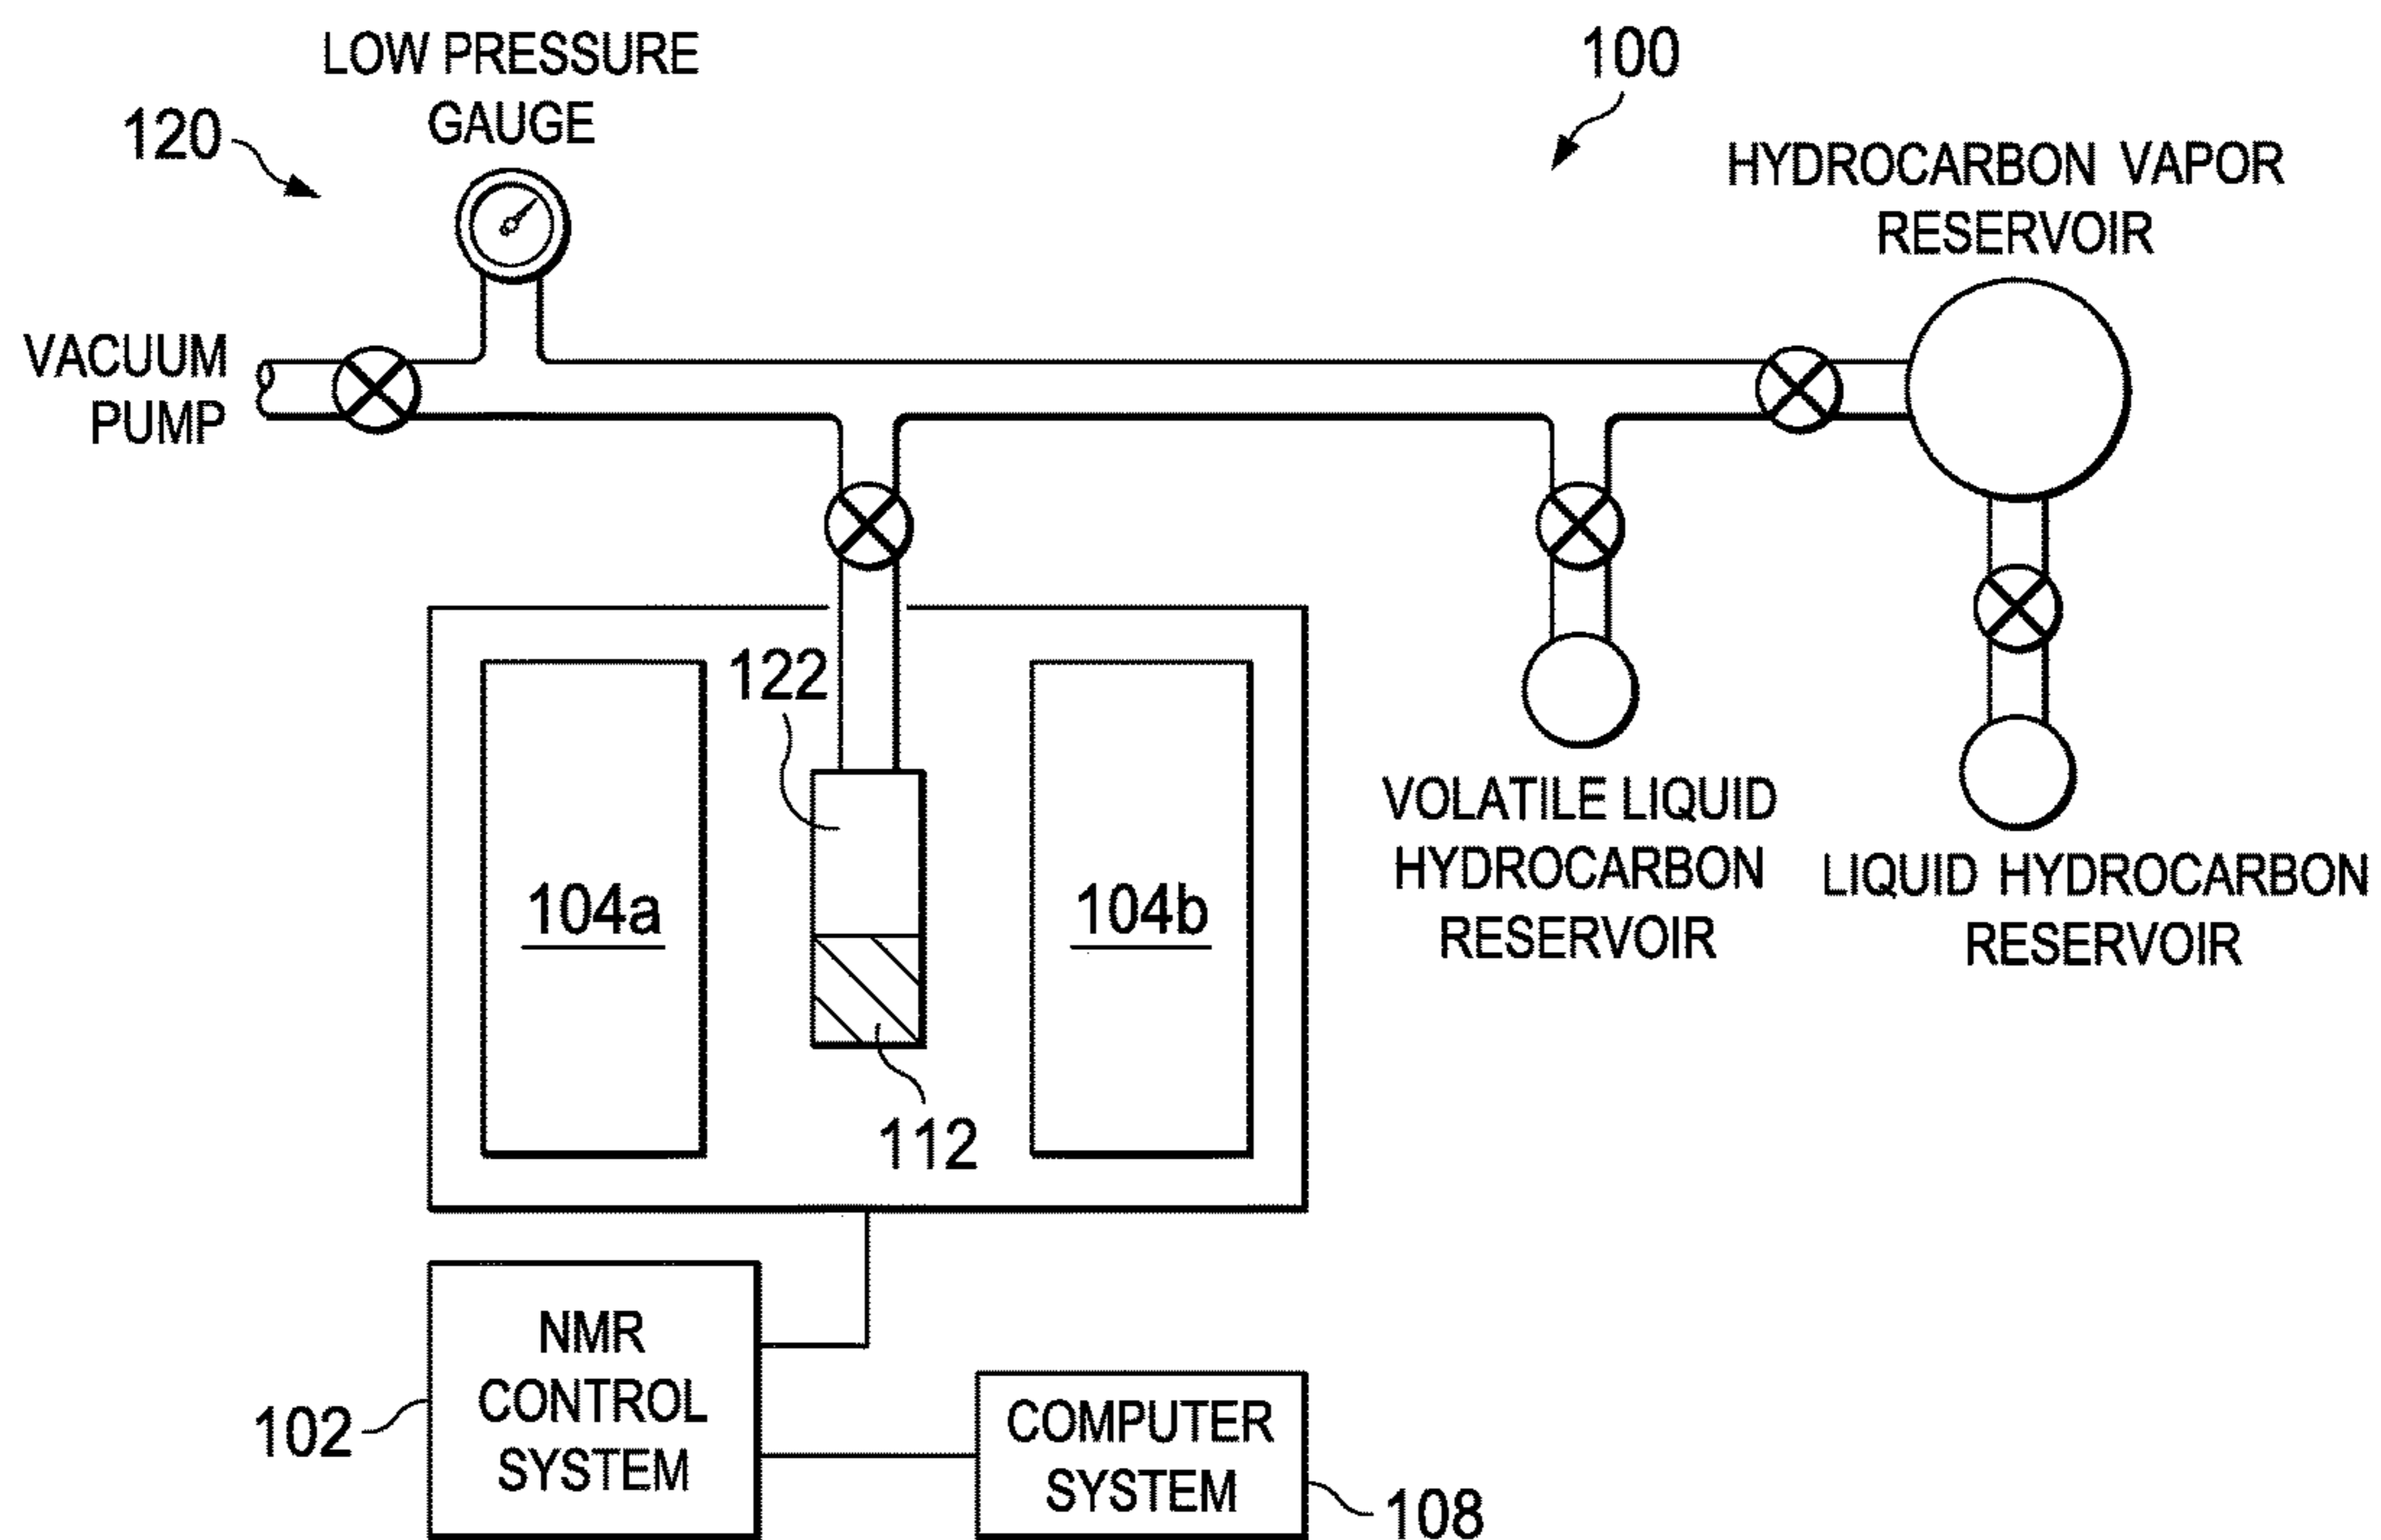 LOW PRESSURE
GAUGE
120
100
HYDROCARBON VAPOR
RESERVOIR
VACUUM
PUMP
122
104a
104b
112
VOLATILE LIQUID
HYDROCARBON
RESERVOIR
LIQUID HYDROCARBON
RESERVOIR
NMR
CONTROL
SYSTEM
102
COMPUTER
SYSTEM
108